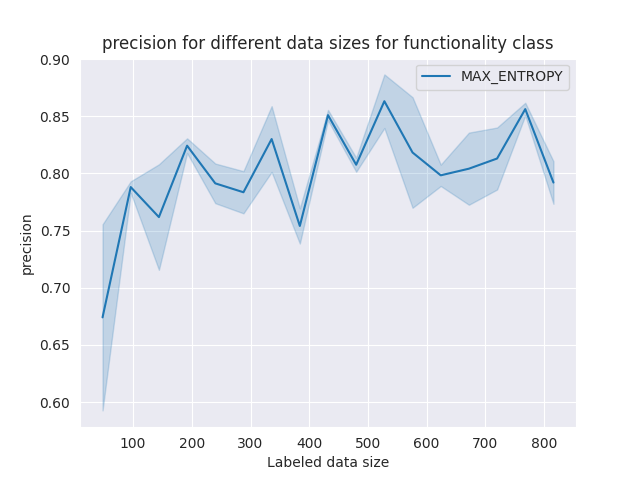 precision for different data sizes for functionality class
MAX_ENTROPY
0.90
0.85
0.80
0.75
0.70
0.65
0.60
precision
100 200 300 400 500 600 700 800
Labeled data size